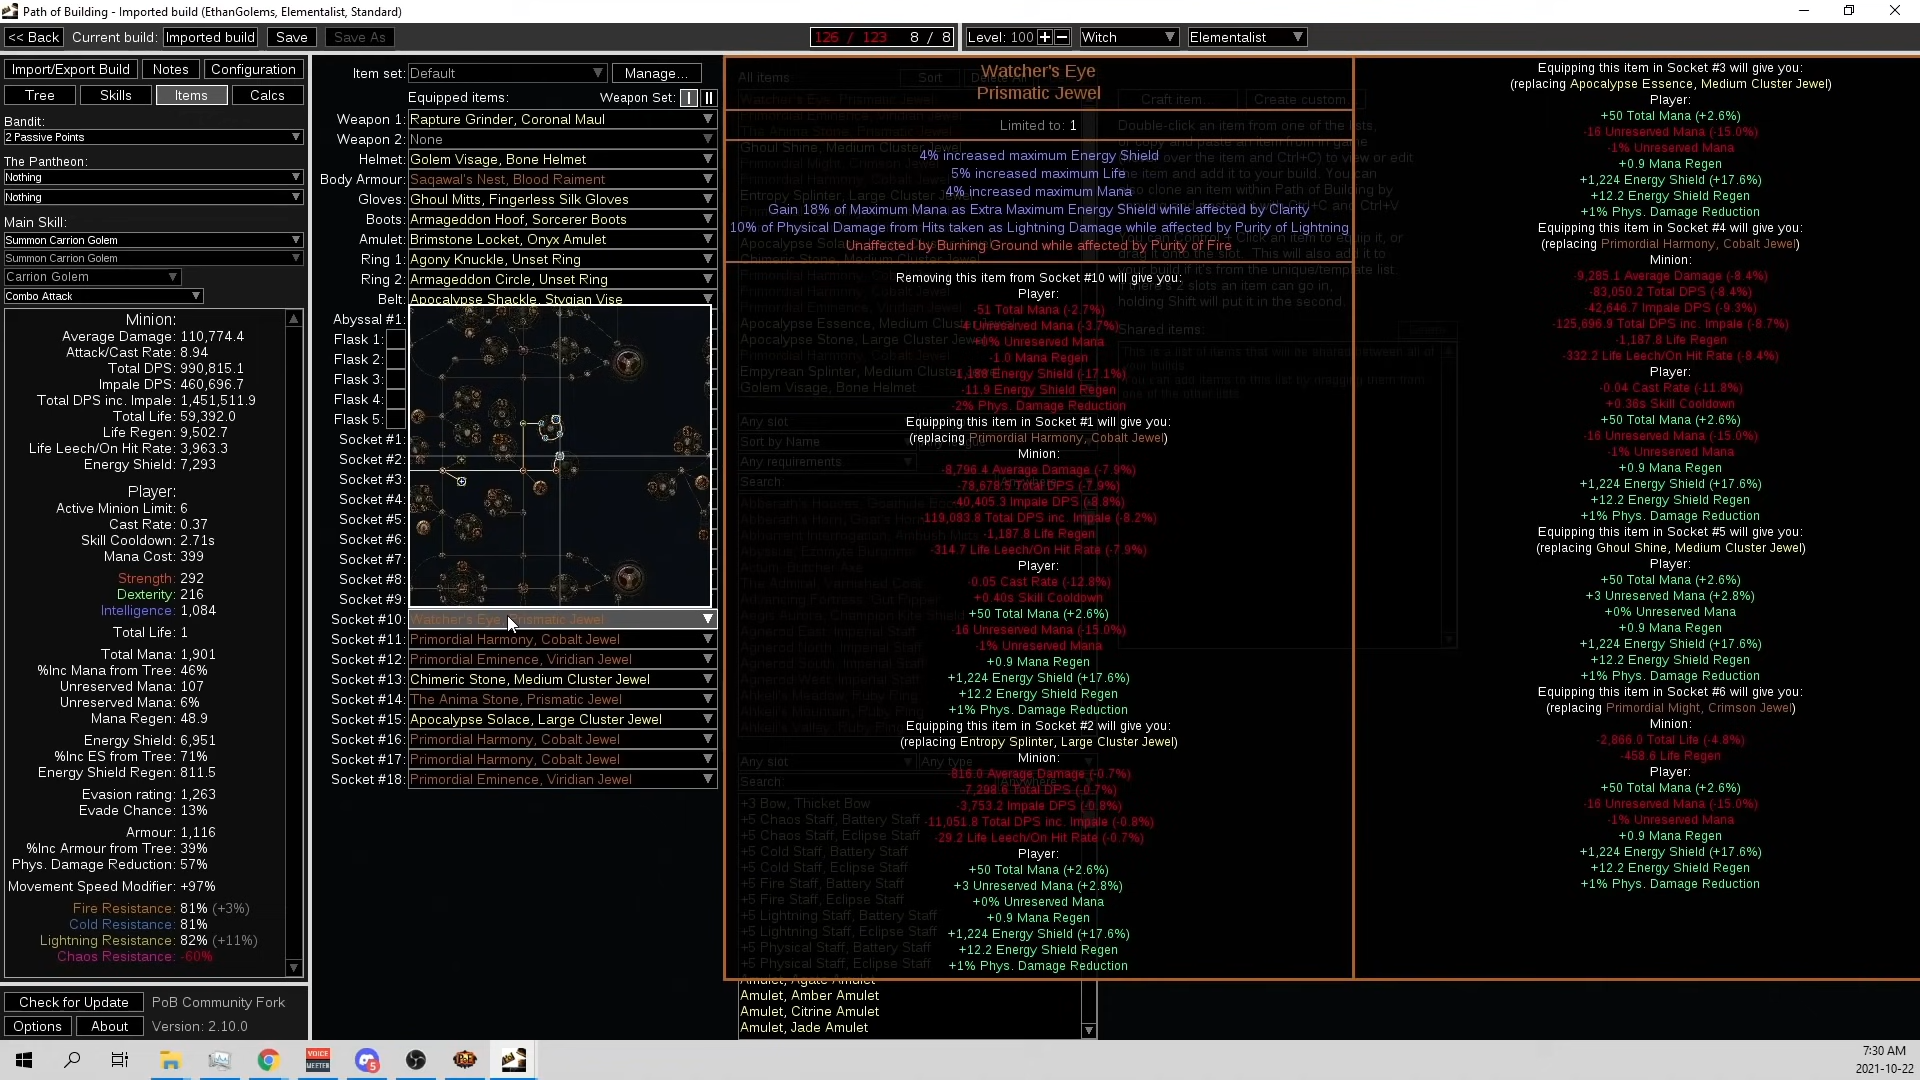 Path of Building - Imported build (EthanGolems, Elementalist, Standard)
<< Back
Current build: Imported build
Save
Save As
126 / 123 8 / 8
Level: 100 + −
Witch
Elementalist
Import/Export Build
Notes
Configuration
Tree
Skills
Items
Calcs
Bandit:
2 Passive Points
The Pantheon:
Nothing
Nothing
Main Skill:
Summon Carrion Golem
Summon Carrion Golem
Carrion Golem
Combo Attack
Minion:
Average Damage: 110,774.4
Attack/Cast Rate: 8.94
Total DPS: 990,815.1
Impale DPS: 460,696.7
Total DPS inc. Impale: 1,451,511.9
Total Life: 59,392.0
Life Regen: 9,502.7
Life Leech/On Hit Rate: 3,963.3
Energy Shield: 7,293
Player:
Active Minion Limit: 6
Cast Rate: 0.37
Skill Cooldown: 2.71s
Mana Cost: 399
Strength: 292
Dexterity: 216
Intelligence: 1,084
Total Life: 1
Total Mana: 1,901
%Inc Mana from Tree: 46%
Unreserved Mana: 107
Unreserved Mana: 6%
Mana Regen: 48.9
Energy Shield: 6,951
%Inc ES from Tree: 71%
Energy Shield Regen: 811.5
Evasion rating: 1,263
Evade Chance: 13%
Armour: 1,116
%Inc Armour from Tree: 39%
Phys. Damage Reduction: 57%
Movement Speed Modifier: +97%
Fire Resistance: 81% (+3%)
Cold Resistance: 81%
Lightning Resistance: 82% (+11%)
Chaos Resistance: -60%
Check for Update
PoB Community Fork
Options
About
Version: 2.10.0
Item set: Default
Manage...
Equipped items:
Weapon Set: I II
Weapon 1: Rapture Grinder, Coronal Maul
Weapon 2: None
Helmet: Golem Visage, Bone Helmet
Body Armour: Saqawal's Nest, Blood Raiment
Gloves: Ghoul Mitts, Fingerless Silk Gloves
Boots: Armageddon Hoof, Sorcerer Boots
Amulet: Brimstone Locket, Onyx Amulet
Ring 1: Agony Knuckle, Unset Ring
Ring 2: Armageddon Circle, Unset Ring
Belt: Apocalypse Shackle, Stygian Vise
Abyssal #1:
Flask 1:
Flask 2:
Flask 3:
Flask 4:
Flask 5:
Socket #1:
Socket #2:
Socket #3:
Socket #4:
Socket #5:
Socket #6:
Socket #7:
Socket #8:
Socket #9:
Socket #10: Watcher's Eye, Prismatic Jewel
Socket #11: Primordial Harmony, Cobalt Jewel
Socket #12: Primordial Eminence, Viridian Jewel
Socket #13: Chimeric Stone, Medium Cluster Jewel
Socket #14: The Anima Stone, Prismatic Jewel
Socket #15: Apocalypse Solace, Large Cluster Jewel
Socket #16: Primordial Harmony, Cobalt Jewel
Socket #17: Primordial Harmony, Cobalt Jewel
Socket #18: Primordial Eminence, Viridian Jewel
Watcher's Eye
Prismatic Jewel
Limited to: 1
4% increased maximum Energy Shield
5% increased maximum Life
4% increased maximum Mana
Gain 18% of Maximum Mana as Extra Maximum Energy Shield while affected by Clarity
10% of Physical Damage from Hits taken as Lightning Damage while affected by Purity of Lightning
Unaffected by Burning Ground while affected by Purity of Fire
Removing this item from Socket #10 will give you:
Player:
-51 Total Mana (-2.7%)
-4 Unreserved Mana (-3.7%)
+0% Unreserved Mana
-1.0 Mana Regen
-1,188 Energy Shield (-17.1%)
-11.9 Energy Shield Regen
-2% Phys. Damage Reduction
Equipping this item in Socket #1 will give you:
(replacing Primordial Harmony, Cobalt Jewel)
Minion:
-8,796.4 Average Damage (-7.9%)
-78,678.3 Total DPS (-7.9%)
-40,405.3 Impale DPS (-8.8%)
-119,083.8 Total DPS inc. Impale (-8.2%)
-1,187.8 Life Regen
-314.7 Life Leech/On Hit Rate (-7.9%)
Player:
-0.05 Cast Rate (-12.8%)
+0.40s Skill Cooldown
+50 Total Mana (+2.6%)
-16 Unreserved Mana (-15.0%)
-1% Unreserved Mana
+0.9 Mana Regen
+1,224 Energy Shield (+17.6%)
+12.2 Energy Shield Regen
+1% Phys. Damage Reduction
Equipping this item in Socket #2 will give you:
(replacing Entropy Splinter, Large Cluster Jewel)
Minion:
-816.0 Average Damage (-0.7%)
-7,298.6 Total DPS (-0.7%)
-3,753.2 Impale DPS (-0.8%)
-11,051.8 Total DPS inc. Impale (-0.8%)
-29.2 Life Leech/On Hit Rate (-0.7%)
Player:
+50 Total Mana (+2.6%)
+3 Unreserved Mana (+2.8%)
+0% Unreserved Mana
+0.9 Mana Regen
+1,224 Energy Shield (+17.6%)
+12.2 Energy Shield Regen
+1% Phys. Damage Reduction
Amulet, Agate Amulet
Amulet, Amber Amulet
Amulet, Citrine Amulet
Amulet, Jade Amulet
Equipping this item in Socket #3 will give you:
(replacing Apocalypse Essence, Medium Cluster Jewel)
Player:
+50 Total Mana (+2.6%)
-16 Unreserved Mana (-15.0%)
-1% Unreserved Mana
+0.9 Mana Regen
+1,224 Energy Shield (+17.6%)
+12.2 Energy Shield Regen
+1% Phys. Damage Reduction
Equipping this item in Socket #4 will give you:
(replacing Primordial Harmony, Cobalt Jewel)
Minion:
-9,285.1 Average Damage (-8.4%)
-83,050.2 Total DPS (-8.4%)
-42,646.7 Impale DPS (-9.3%)
-125,696.9 Total DPS inc. Impale (-8.7%)
-1,187.8 Life Regen
-332.2 Life Leech/On Hit Rate (-8.4%)
Player:
-0.04 Cast Rate (-11.8%)
+0.36s Skill Cooldown
+50 Total Mana (+2.6%)
-16 Unreserved Mana (-15.0%)
-1% Unreserved Mana
+0.9 Mana Regen
+1,224 Energy Shield (+17.6%)
+12.2 Energy Shield Regen
+1% Phys. Damage Reduction
Equipping this item in Socket #5 will give you:
(replacing Ghoul Shine, Medium Cluster Jewel)
Player:
+50 Total Mana (+2.6%)
+3 Unreserved Mana (+2.8%)
+0% Unreserved Mana
+0.9 Mana Regen
+1,224 Energy Shield (+17.6%)
+12.2 Energy Shield Regen
+1% Phys. Damage Reduction
Equipping this item in Socket #6 will give you:
(replacing Primordial Might, Crimson Jewel)
Minion:
-2,866.0 Total Life (-4.8%)
-458.6 Life Regen
Player:
+50 Total Mana (+2.6%)
-16 Unreserved Mana (-15.0%)
-1% Unreserved Mana
+0.9 Mana Regen
+1,224 Energy Shield (+17.6%)
+12.2 Energy Shield Regen
+1% Phys. Damage Reduction
VOICE
MEETER
5
7:30 AM
2021-10-22